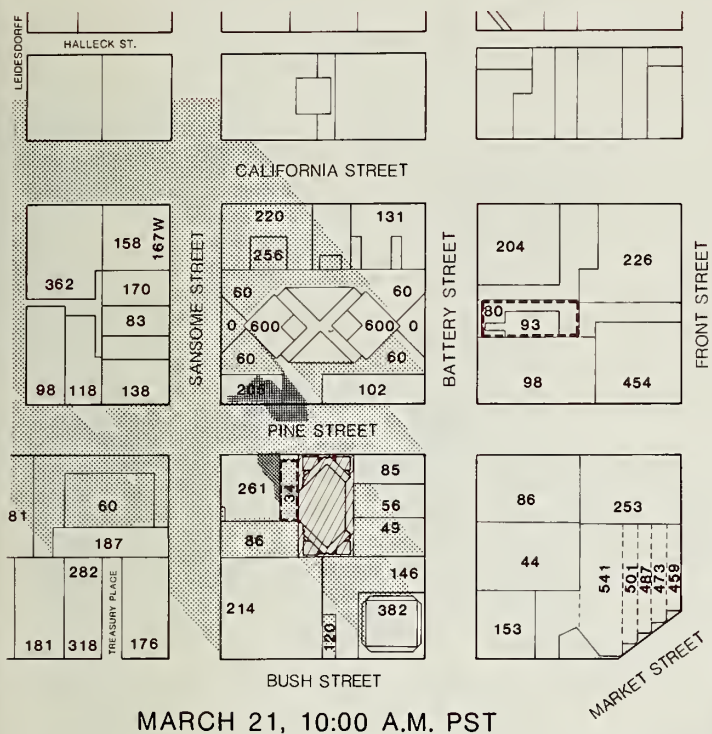 LEIDESDORFF
HALLECK ST.
CALIFORNIA STREET
158
167W
362
170
83
98 118 138
SANSOME STREET
220 131
256
60 60
0 600 600 0
60 60
205 102
BATTERY STREET
204 226
80
93
98 454
FRONT STREET
PINE STREET
81 60
187
282
181 318 176
TREASURY PLACE
261 34 85
56
49
86
146
214 382
120
86 253
44
541 501 487 473 459
153
BUSH STREET
MARKET STREET
MARCH 21, 10:00 A.M. PST